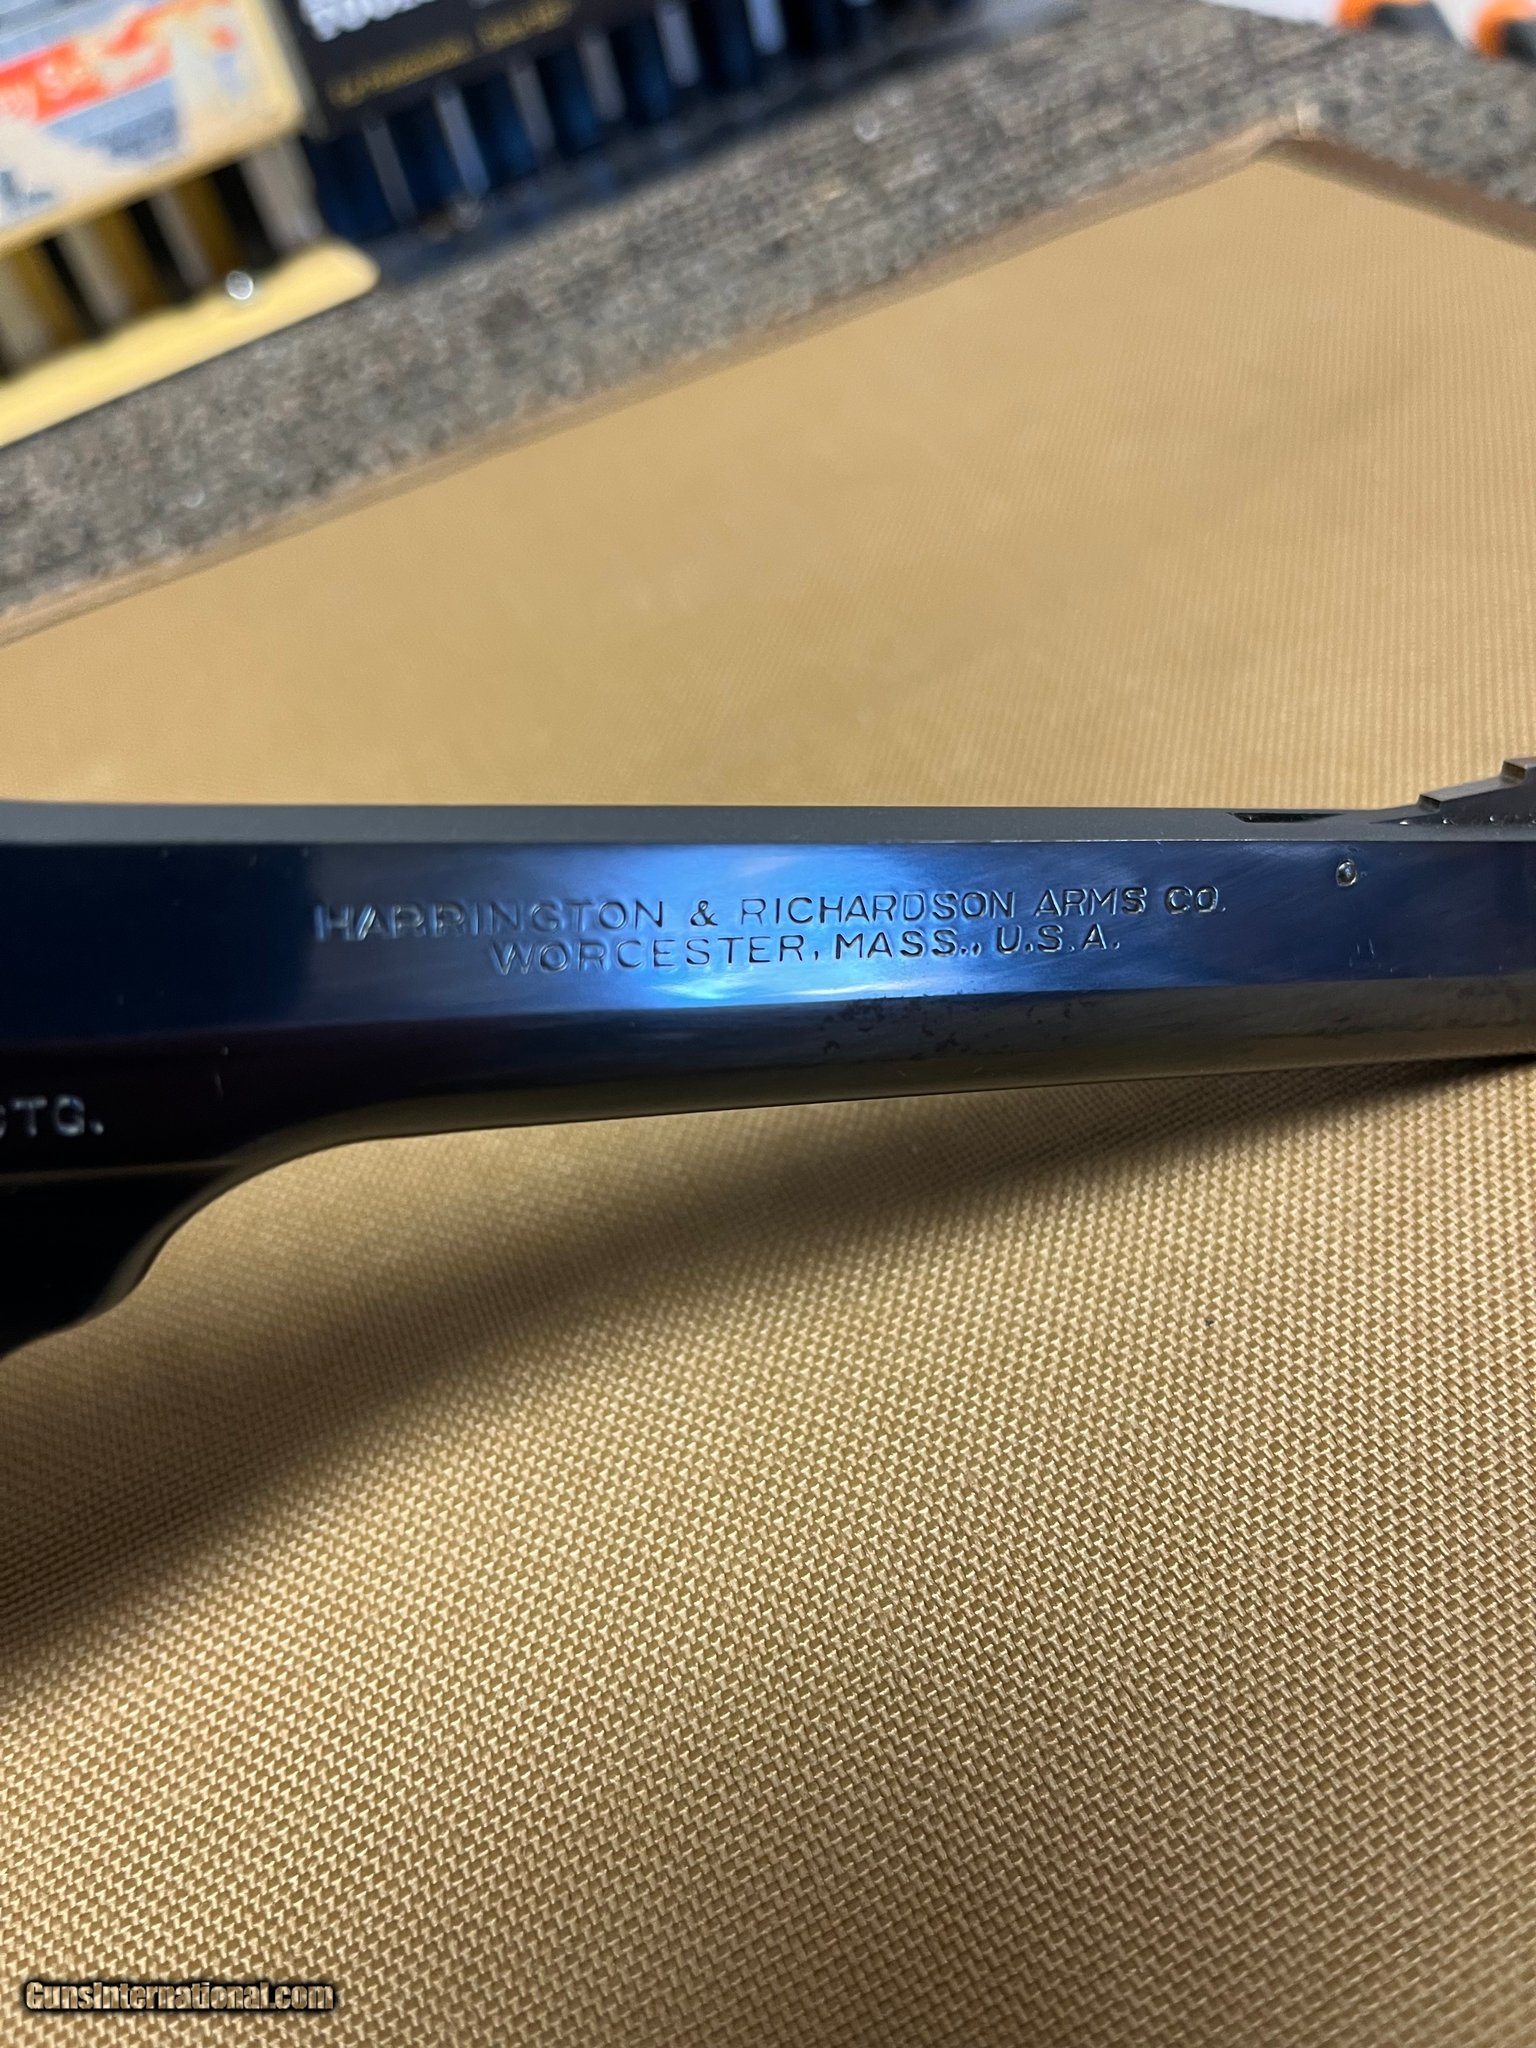 HARRINGTON & RICHARDSON ARMS CO.
WORCESTER, MASS., U.S.A.
CTG.
GunsInternational.com